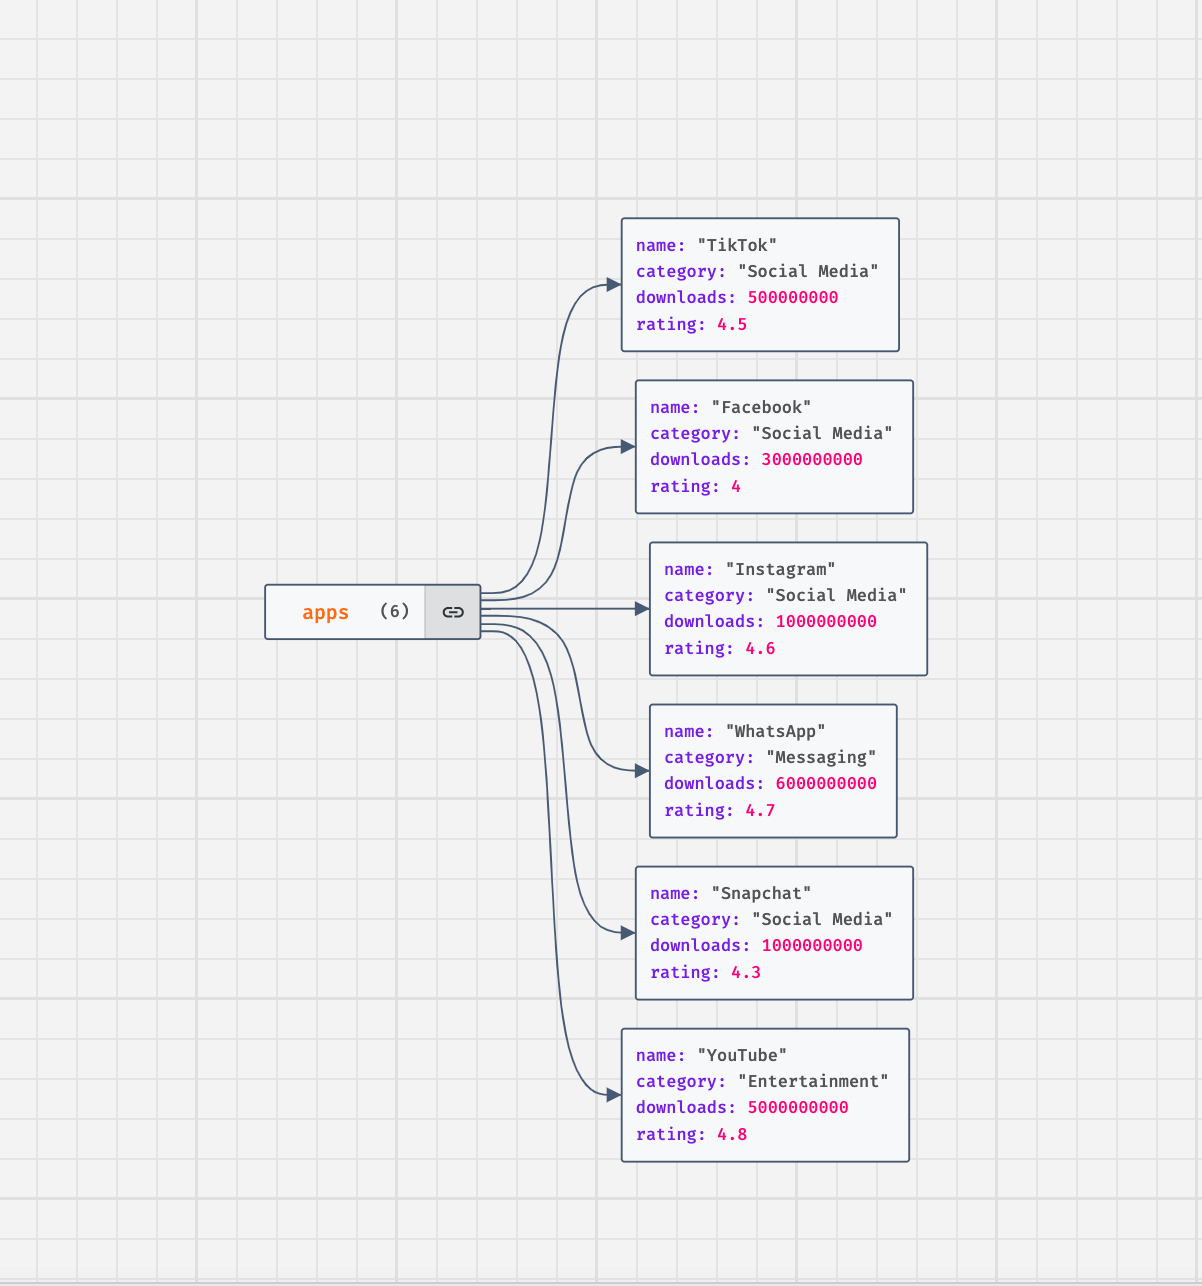 apps (6)
name: "TikTok"
category: "Social Media"
downloads: 500000000
rating: 4.5
name: "Facebook"
category: "Social Media"
downloads: 3000000000
rating: 4
name: "Instagram"
category: "Social Media"
downloads: 1000000000
rating: 4.6
name: "WhatsApp"
category: "Messaging"
downloads: 6000000000
rating: 4.7
name: "Snapchat"
category: "Social Media"
downloads: 1000000000
rating: 4.3
name: "YouTube"
category: "Entertainment"
downloads: 5000000000
rating: 4.8